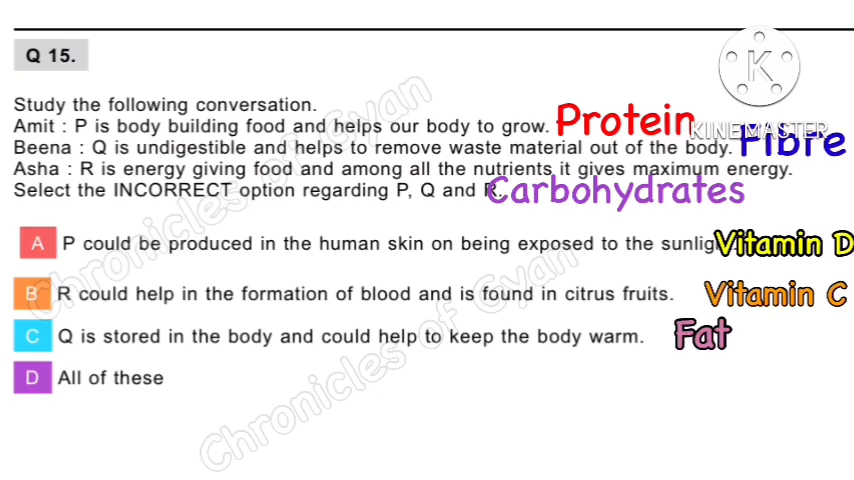 Q 15.
Study the following conversation.
Amit : P is body building food and helps our body to grow. Protein
Beena : Q is undigestible and helps to remove waste material out of the body. Fibre
Asha : R is energy giving food and among all the nutrients it gives maximum energy.
Select the INCORRECT option regarding P, Q and R. Carbohydrates
A P could be produced in the human skin on being exposed to the sunlight. Vitamin D
B R could help in the formation of blood and is found in citrus fruits. Vitamin C
C Q is stored in the body and could help to keep the body warm. Fat
D All of these
K
KINEMASTER
Chronicles of Gyan
Chronicles of Gyan